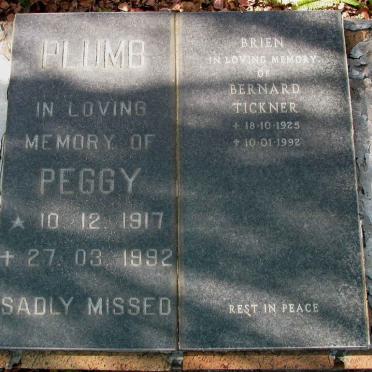 PLUMB
IN LOVING
MEMORY OF
PEGGY
★ 10 12 1917
† 27 03 1992
SADLY MISSED
BRIEN
IN LOVING MEMORY
OF
BERNARD
TICKNER
† 18·10·1925
† 10·01·1992
REST IN PEACE